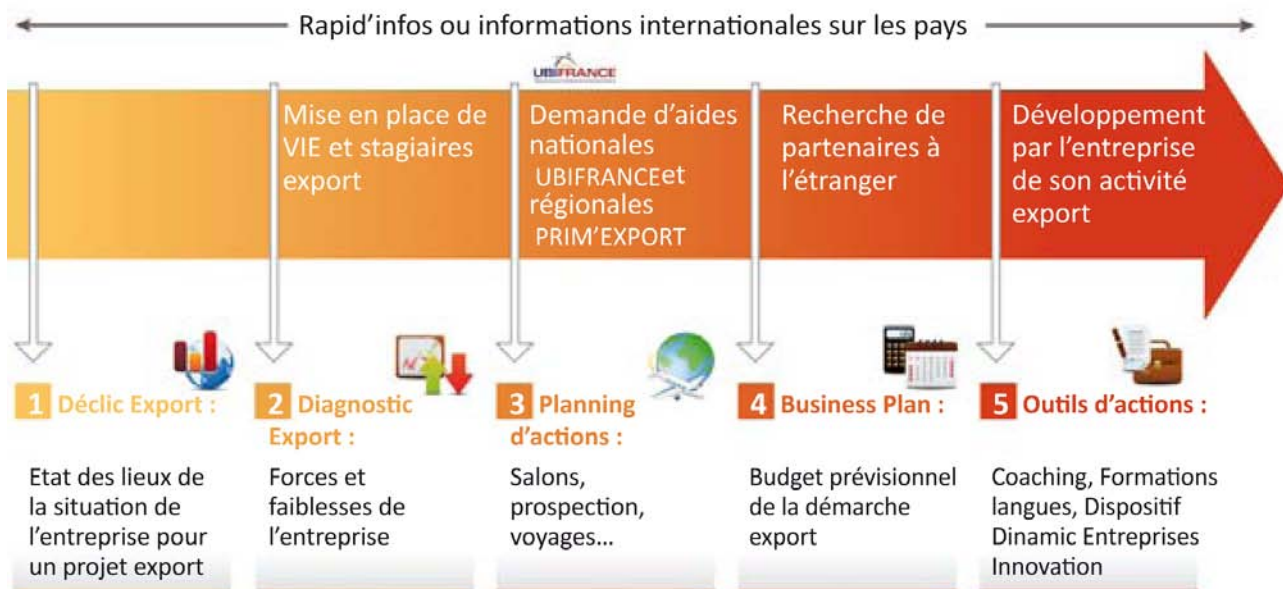 Rapid'infos ou informations internationales sur les pays
UBIFRANCE
Mise en place de
VIE et stagiaires
export
Demande d'aides
nationales
UBIFRANCE et
régionales
PRIM'EXPORT
Recherche de
partenaires à
l'étranger
Développement
par l'entreprise
de son activité
export
1 Déclic Export :
Etat des lieux de
la situation de
l'entreprise pour
un projet export
2 Diagnostic
Export :
Forces et
faiblesses de
l'entreprise
3 Planning
d'actions :
Salons,
prospection,
voyages...
4 Business Plan :
Budget prévisionnel
de la démarche
export
5 Outils d'actions :
Coaching, Formations
langues, Dispositif
Dinamic Entreprises
Innovation